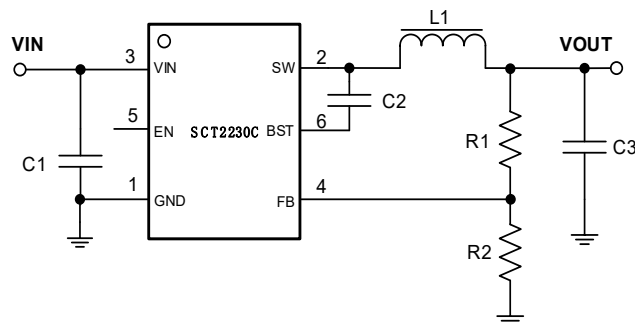 L1
VIN
VOUT
3
VIN
SW
2
C2
5
EN
SCT2230C
BST
6
R1
C3
C1
1
GND
FB
4
R2